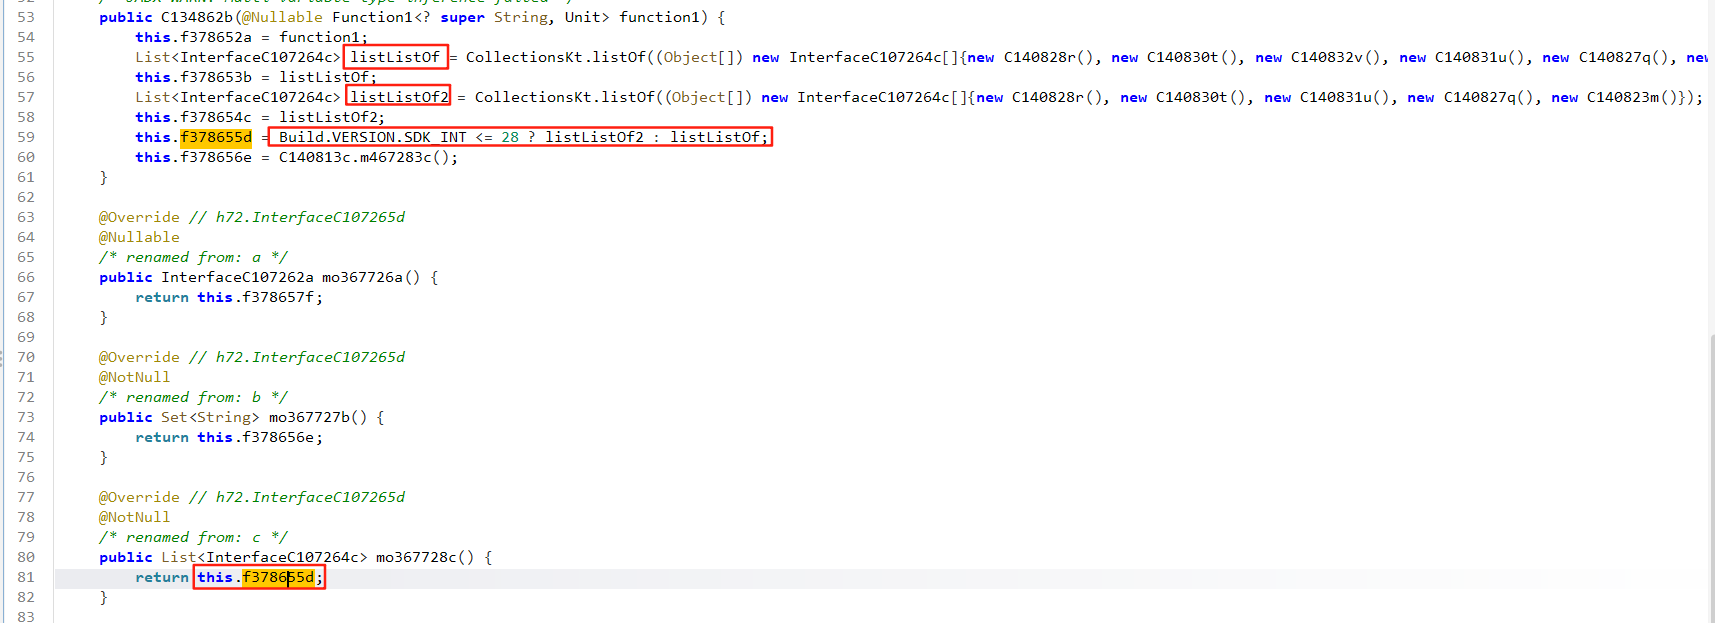 53 public C134862b(@Nullable Function1<? super String, Unit> function1) {
54 this.f378652a = function1;
55 List<InterfaceC107264c> listListOf = CollectionsKt.listOf((Object[]) new InterfaceC107264c[]{new C140828r(), new C140830t(), new C140832v(), new C140831u(), new C140827q(), new
56 this.f378653b = listListOf;
57 List<InterfaceC107264c> listListOf2 = CollectionsKt.listOf((Object[]) new InterfaceC107264c[]{new C140828r(), new C140830t(), new C140831u(), new C140827q(), new C140823m()});
58 this.f378654c = listListOf2;
59 this.f378655d = Build.VERSION.SDK_INT <= 28 ? listListOf2 : listListOf;
60 this.f378656e = C140813c.m467283c();
61 }
62
63 @Override // h72.InterfaceC107265d
64 @Nullable
65 /* renamed from: a */
66 public InterfaceC107262a mo367726a() {
67 return this.f378657f;
68 }
69
70 @Override // h72.InterfaceC107265d
71 @NotNull
72 /* renamed from: b */
73 public Set<String> mo367727b() {
74 return this.f378656e;
75 }
76
77 @Override // h72.InterfaceC107265d
78 @NotNull
79 /* renamed from: c */
80 public List<InterfaceC107264c> mo367728c() {
81 return this.f378655d;
82 }
83